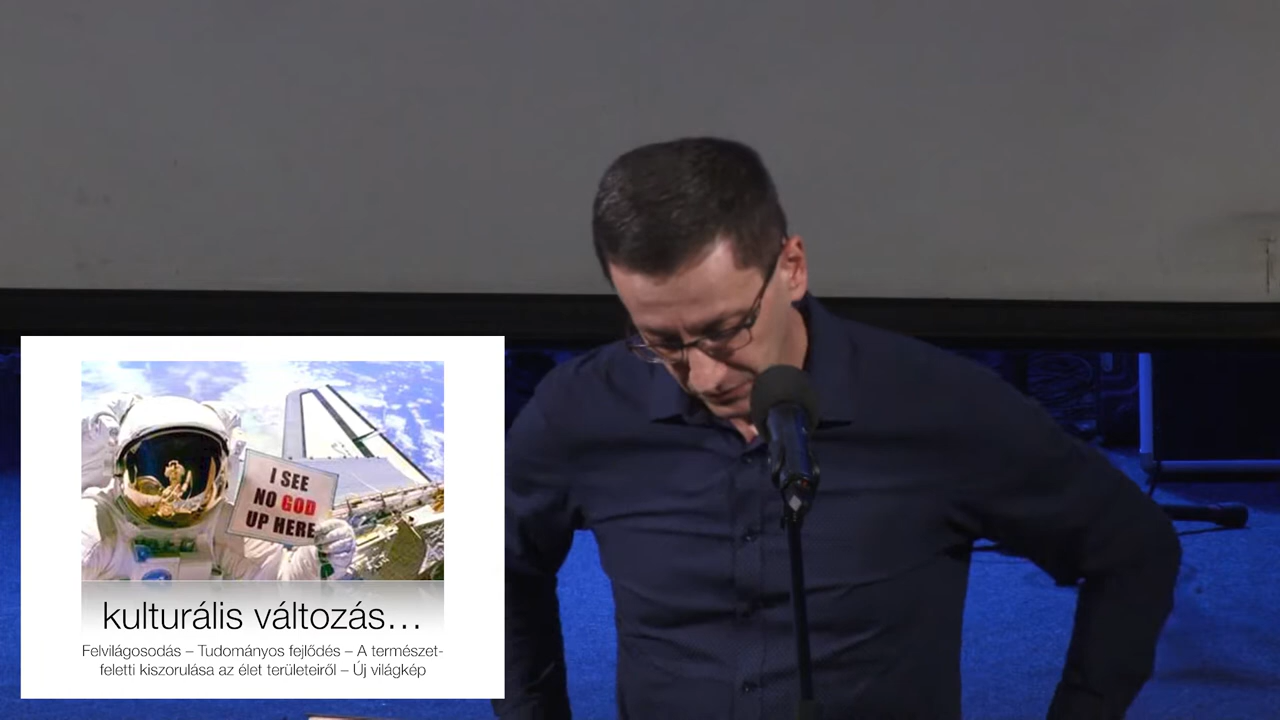 I SEE
NO GOD
UP HERE
kulturális változás...
Felvilágosodás – Tudományos fejlődés – A természet-
feletti kiszorulása az élet területeiről – Új világkép